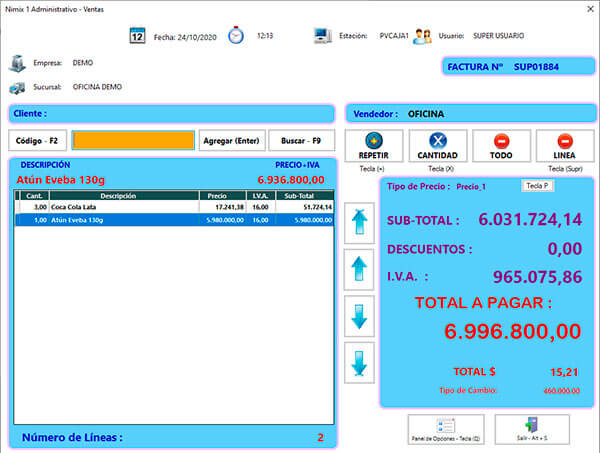 Nimix 1 Administrativo - Ventas
12 Fecha: 24/10/2020 12:13 Estación: PVCAJA1 Usuario: SUPER USUARIO
Empresa: DEMO
FACTURA Nº SUP01884
Sucursal: OFICINA DEMO
Cliente :
Vendedor : OFICINA
Código - F2 Agregar (Enter) Buscar - F9
REPETIR CANTIDAD TODO LINEA
Tecla (+) Tecla (X) Tecla (Supr)
DESCRIPCIÓN PRECIO+IVA
Atún Eveba 130g 6.936.800,00
Cant. Descripción Precio I.V.A. Sub-Total
3,00 Coca Cola Lata 17.241,38 16,00 51.724,14
1,00 Atún Eveba 130g 5.980.000,00 16,00 5.980.000,00
Tipo de Precio : Precio_1 Tecla P
SUB-TOTAL : 6.031.724,14
DESCUENTOS : 0,00
I.V.A. : 965.075,86
TOTAL A PAGAR :
6.996.800,00
TOTAL $ 15,21
Tipo de Cambio: 460.000,00
Número de Líneas : 2
Panel de Opciones - Tecla (O)
Salir - Alt + S